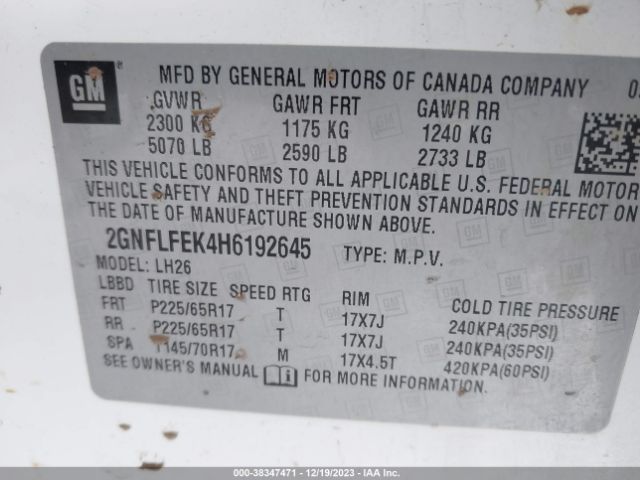 GM ® MFD BY GENERAL MOTORS OF CANADA COMPANY 0
GVWR GAWR FRT GAWR RR
2300 KG 1175 KG 1240 KG
5070 LB 2590 LB 2733 LB
THIS VEHICLE CONFORMS TO ALL APPLICABLE U.S. FEDERAL MOTOR
VEHICLE SAFETY AND THEFT PREVENTION STANDARDS IN EFFECT ON
THE DATE OF MANUFACTURE SHOWN ABOVE.
2GNFLFEK4H6192645 TYPE: M.P.V.
MODEL: LH26
LBBD TIRE SIZE SPEED RTG RIM COLD TIRE PRESSURE
FRT P225/65R17 T 17X7J 240KPA(35PSI)
RR P225/65R17 T 17X7J 240KPA(35PSI)
SPA T145/70R17 M 17X4.5T 420KPA(60PSI)
SEE OWNER'S MANUAL FOR MORE INFORMATION.
000-38347471 - 12/19/2023 - IAA Inc.